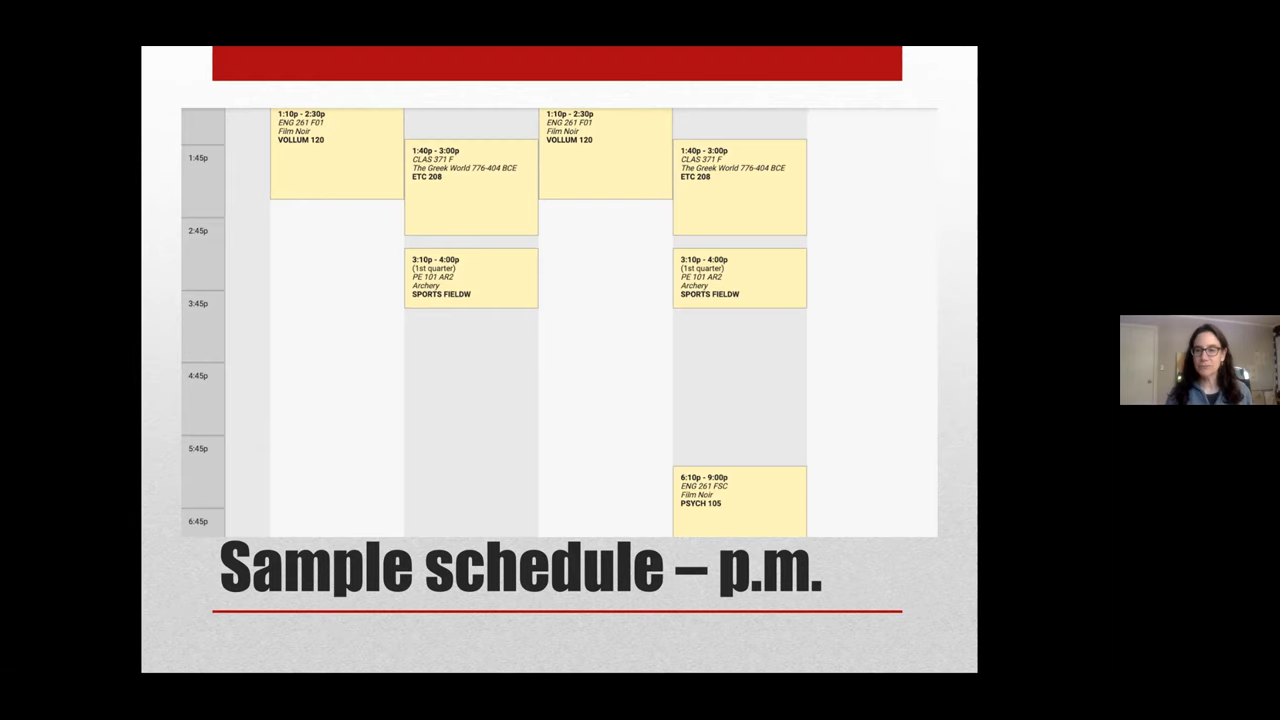 1:10p - 2:30p
ENG 261 F01
Film Noir
VOLLUM 120
1:40p - 3:00p
CLAS 371 F
The Greek World 776-404 BCE
ETC 208
3:10p - 4:00p
(1st quarter)
PE 101 AR2
Archery
SPORTS FIELDW
1:10p - 2:30p
ENG 261 F01
Film Noir
VOLLUM 120
1:40p - 3:00p
CLAS 371 F
The Greek World 776-404 BCE
ETC 208
3:10p - 4:00p
(1st quarter)
PE 101 AR2
Archery
SPORTS FIELDW
6:10p - 9:00p
ENG 261 FSC
Film Noir
PSYCH 105
1:45p
2:45p
3:45p
4:45p
5:45p
6:45p
Sample schedule – p.m.